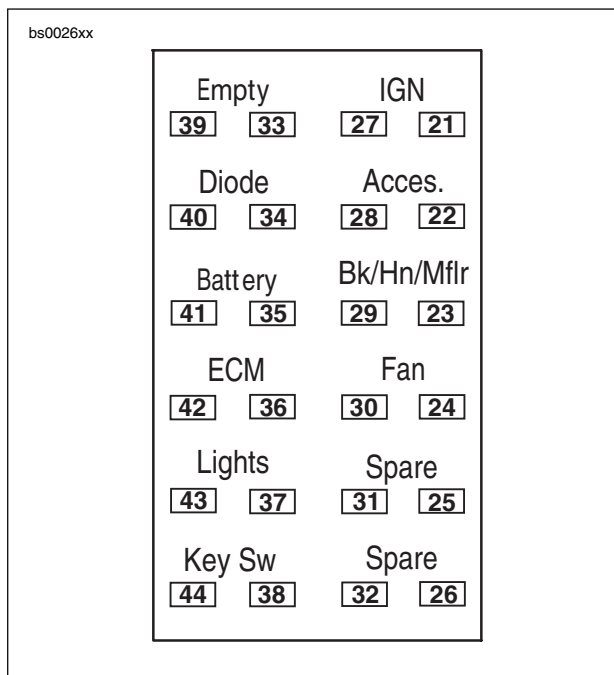 bs0026xx
Empty IGN
39 33 27 21
Diode Acces.
40 34 28 22
Battery Bk/Hn/Mflr
41 35 29 23
ECM Fan
42 36 30 24
Lights Spare
43 37 31 25
Key Sw Spare
44 38 32 26